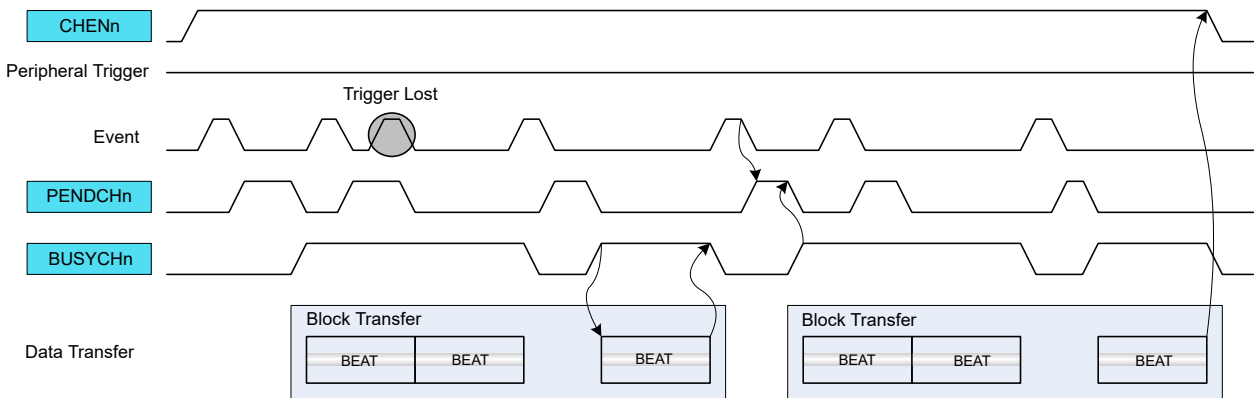 CHENn
Peripheral Trigger
Trigger Lost
Event
PENDCHn
BUSYCHn
Block Transfer
Block Transfer
Data Transfer
BEAT
BEAT
BEAT
BEAT
BEAT
BEAT